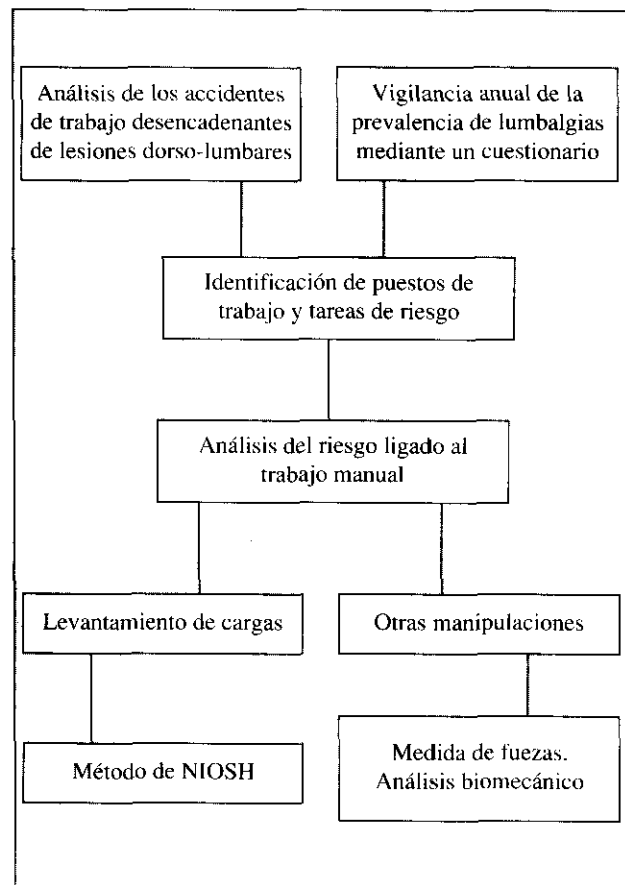 Análisis de los accidentes
de trabajo desencadenantes
de lesiones dorso-lumbares
Vigilancia anual de la
prevalencia de lumbalgias
mediante un cuestionario
Identificación de puestos de
trabajo y tareas de riesgo
Análisis del riesgo ligado al
trabajo manual
Levantamiento de cargas
Otras manipulaciones
Método de NIOSH
Medida de fuezas.
Análisis biomecánico